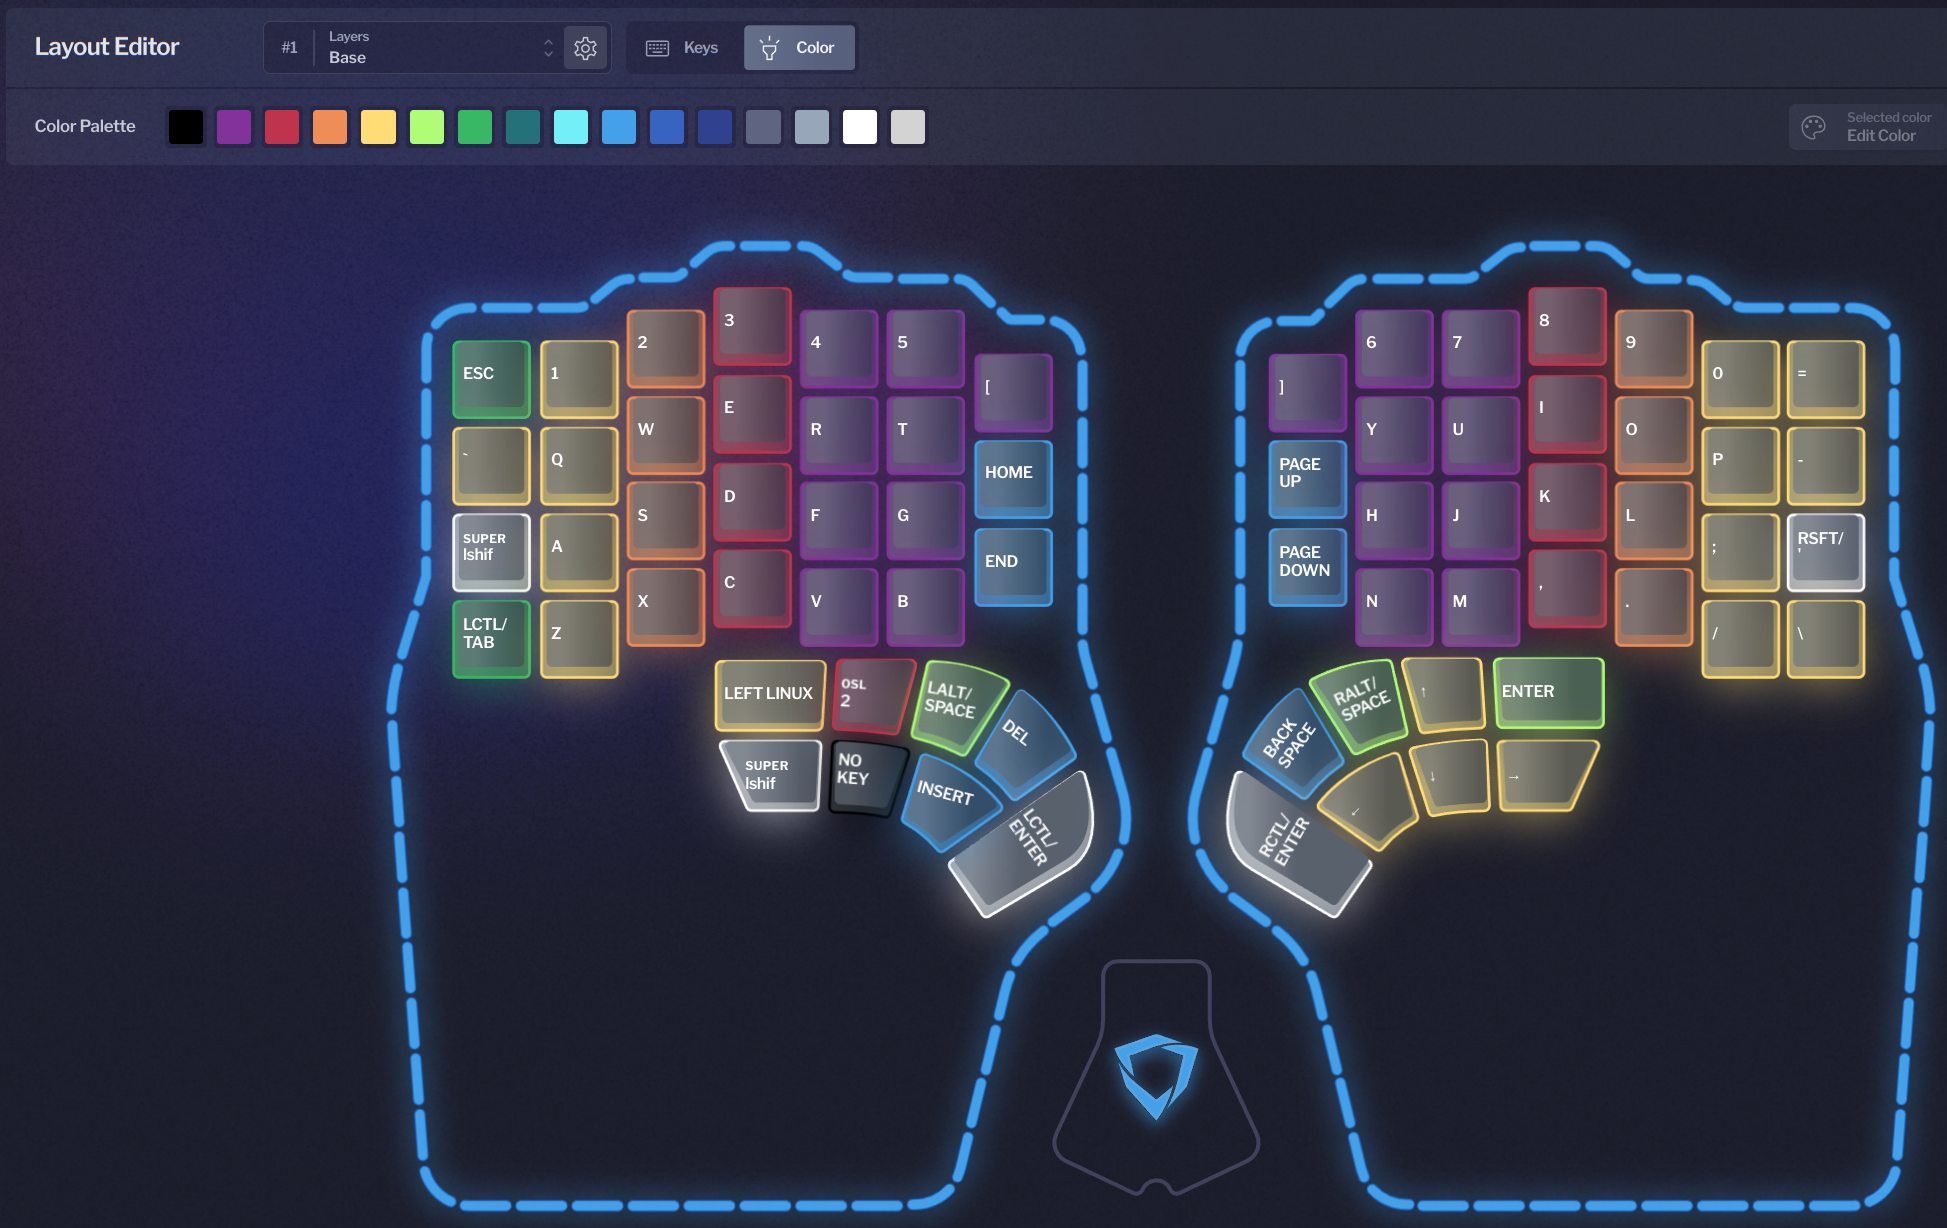 Layout Editor
#1
Layers
Base
Keys
Color
Color Palette
Selected color
Edit Color
3
8
2
4
5
6
7
9
ESC
1
[
]
0
=
E
I
W
R
T
Y
U
O
`
Q
HOME
PAGE
UP
P
-
D
K
S
F
G
H
J
L
SUPER
lshif
A
END
PAGE
DOWN
;
RSFT/
'
C
,
X
V
B
N
M
.
LCTL/
TAB
Z
/
\
LEFT LINUX
OSL
2
LALT/
SPACE
DEL
BACK
SPACE
RALT/
SPACE
↑
ENTER
SUPER
lshif
NO
KEY
INSERT
LCTL/
ENTER
RCTL/
ENTER
←
↓
→